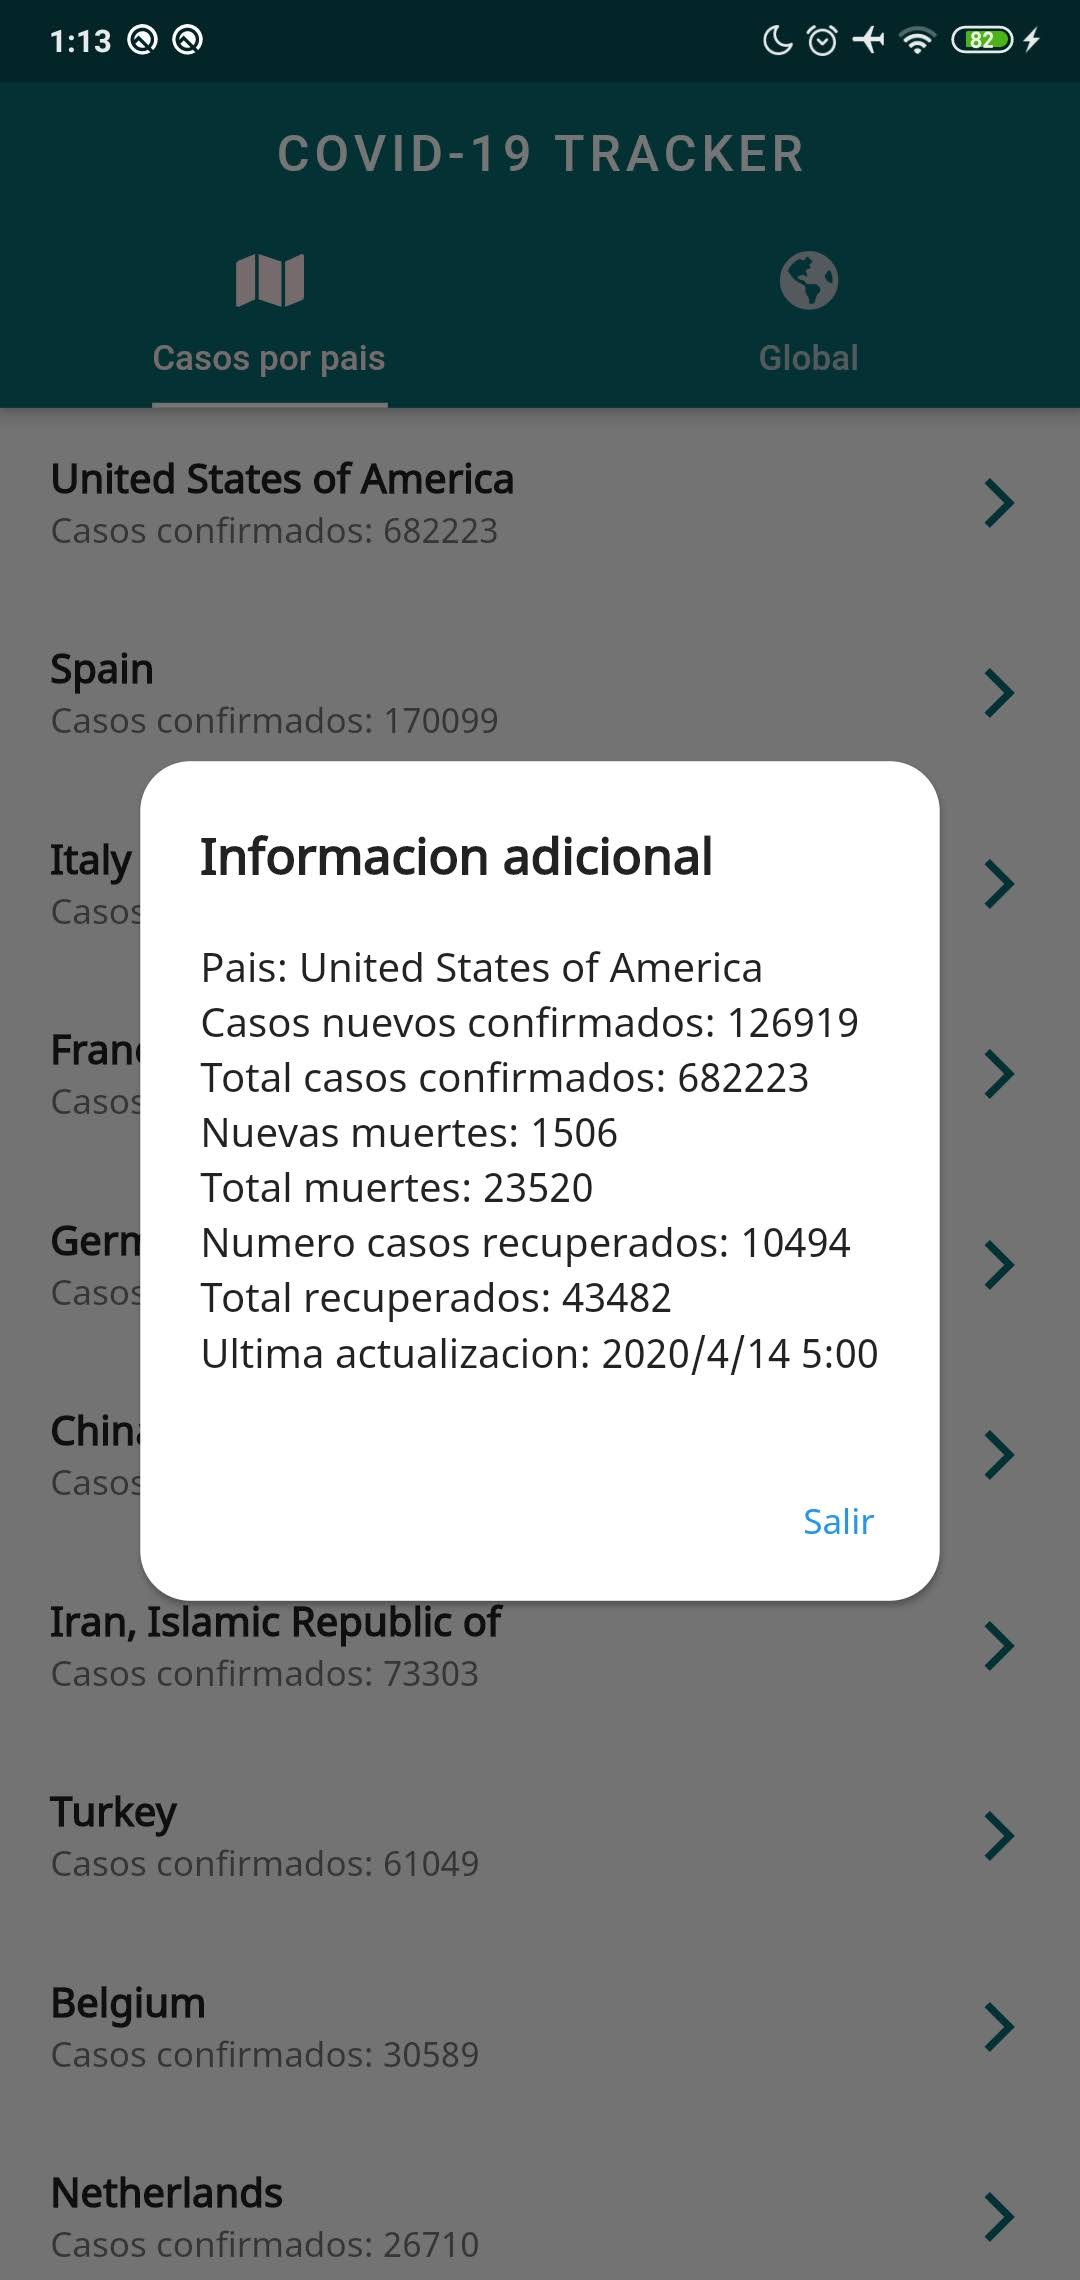 1:13
82
COVID-19 TRACKER
Casos por pais
Global
United States of America
Casos confirmados: 682223
Spain
Casos confirmados: 170099
Informacion adicional
Pais: United States of America
Casos nuevos confirmados: 126919
Total casos confirmados: 682223
Nuevas muertes: 1506
Total muertes: 23520
Numero casos recuperados: 10494
Total recuperados: 43482
Ultima actualizacion: 2020/4/14 5:00
Salir
Italy
Casos
Casos
Casos
Casos
Iran, Islamic Republic of
Casos confirmados: 73303
Turkey
Casos confirmados: 61049
Belgium
Casos confirmados: 30589
Netherlands
Casos confirmados: 26710